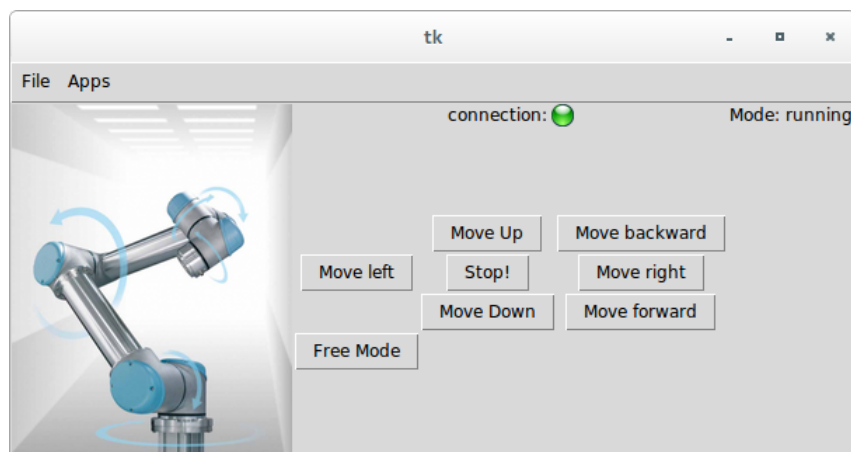 tk
File Apps
connection: Mode: running
Move Up Move backward
Move left Stop! Move right
Move Down Move forward
Free Mode